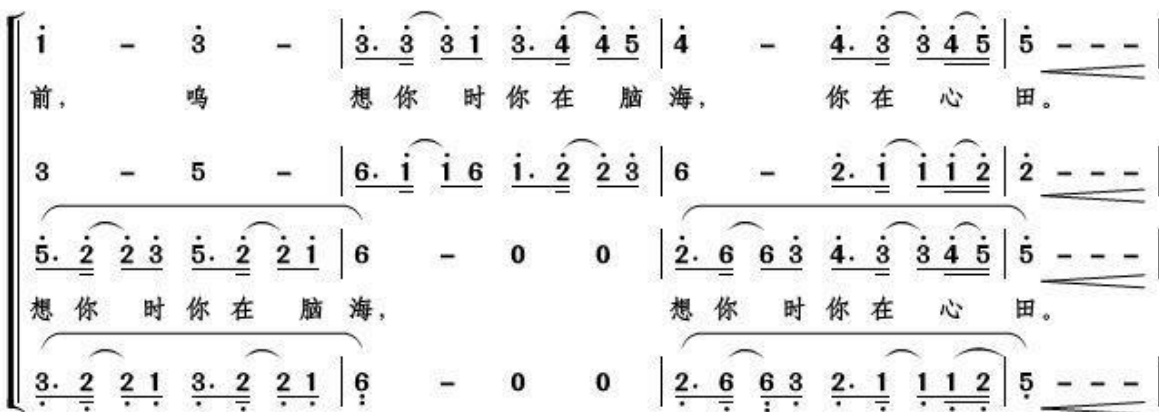 1 - 3 - | 3. 3 3 1 3. 4 4 5 | 4 - 4. 3 3 4 5 | 5 - - -
前， 呜 想 你 时 你 在 脑 海， 你 在 心 田。
3 - 5 - | 6. 1 1 6 1. 2 2 3 | 6 - 2. 1 1 1 2 | 2 - - -
5. 2 2 3 5. 2 2 1 | 6 - 0 0 | 2. 6 6 3 4. 3 3 4 5 | 5 - - -
想 你 时 你 在 脑 海， 想 你 时 你 在 心 田。
3. 2 2 1 3. 2 2 1 | 6 - 0 0 | 2. 6 6 3 2. 1 1 1 2 | 5 - - -